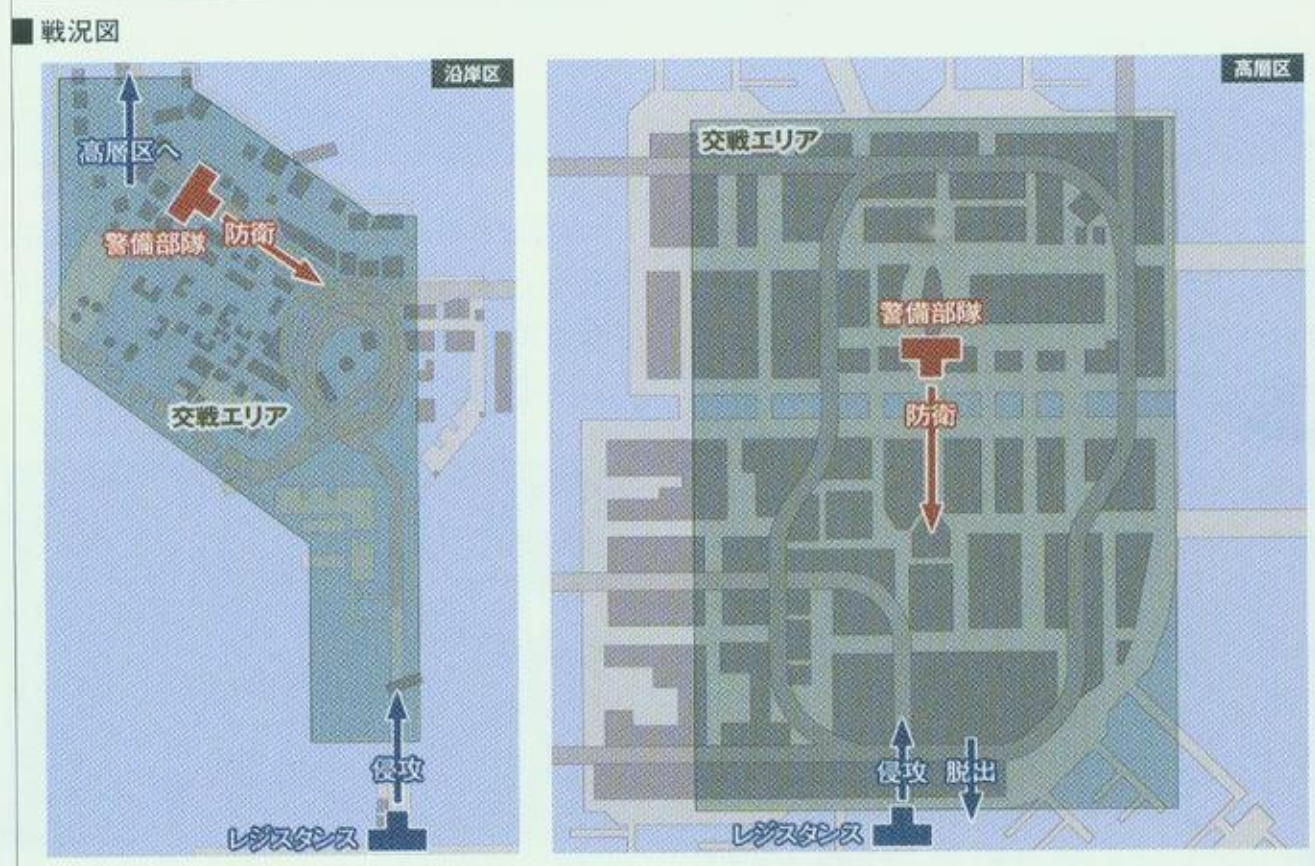 ■戦況図
沿岸区
高層区へ
警備部隊
防衛
交戦エリア
侵攻
レジスタンス
高層区
交戦エリア
警備部隊
防衛
侵攻
脱出
レジスタンス